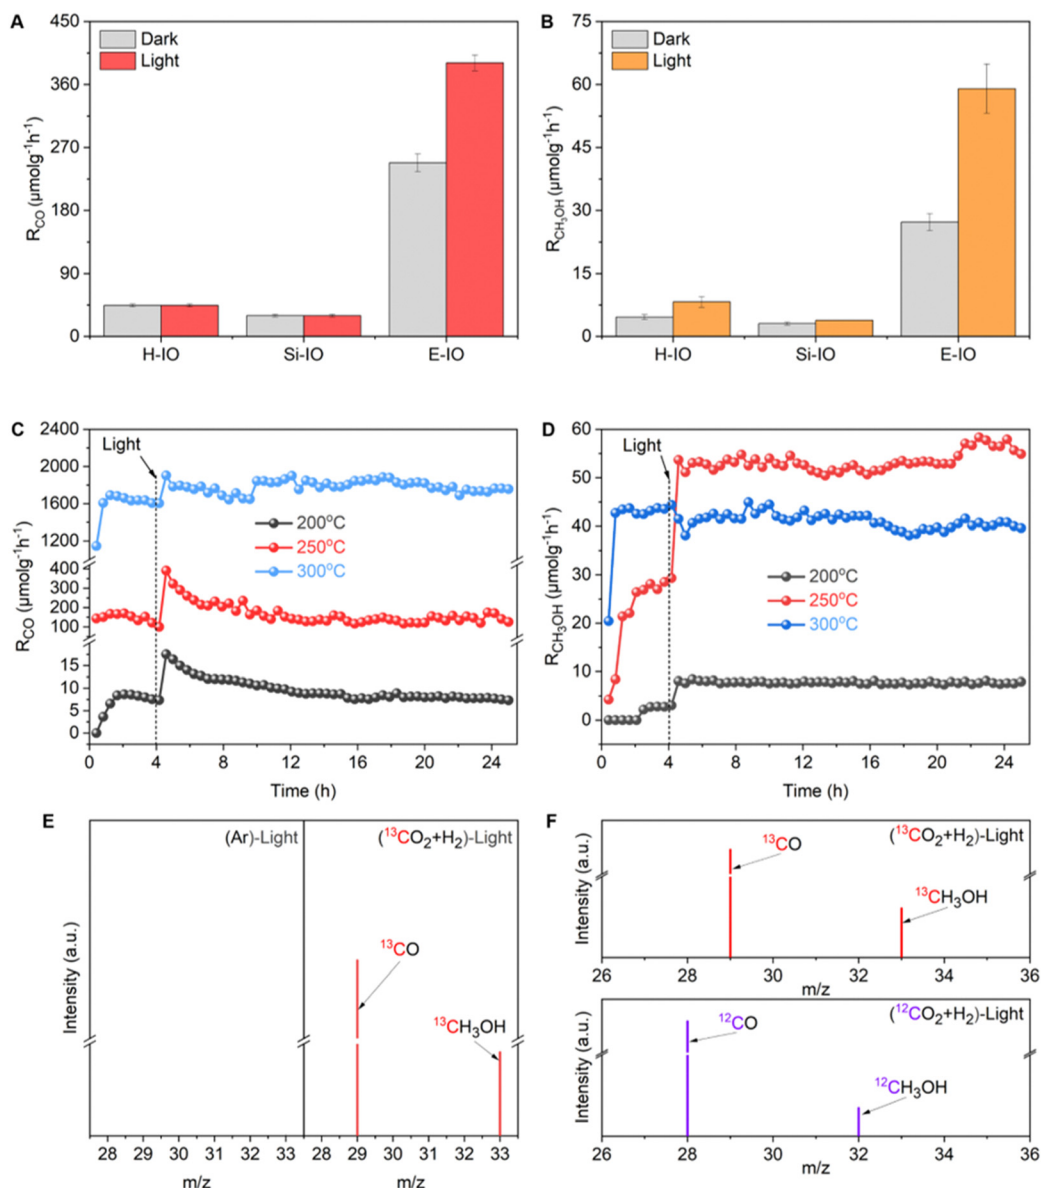 A
450
360
270
180
90
0
R_CO (μmolg⁻¹h⁻¹)
Dark
Light
H-IO Si-IO E-IO
B
75
60
45
30
15
0
R_CH₃OH (μmolg⁻¹h⁻¹)
Dark
Light
H-IO Si-IO E-IO
C
2400
2000
1600
1200
400
300
200
100
15
10
5
0
R_CO (μmolg⁻¹h⁻¹)
Light
200°C
250°C
300°C
0 4 8 12 16 20 24
Time (h)
D
60
50
40
30
20
10
0
R_CH₃OH (μmolg⁻¹h⁻¹)
Light
200°C
250°C
300°C
0 4 8 12 16 20 24
Time (h)
E
Intensity (a.u.)
(Ar)-Light
(¹³CO₂+H₂)-Light
¹³CO
¹³CH₃OH
28 29 30 31 32 33 28 29 30 31 32 33
m/z m/z
F
Intensity (a.u.)
(¹³CO₂+H₂)-Light
¹³CO
¹³CH₃OH
26 28 30 32 34 36
m/z
Intensity (a.u.)
(¹²CO₂+H₂)-Light
¹²CO
¹²CH₃OH
26 28 30 32 34 36
m/z